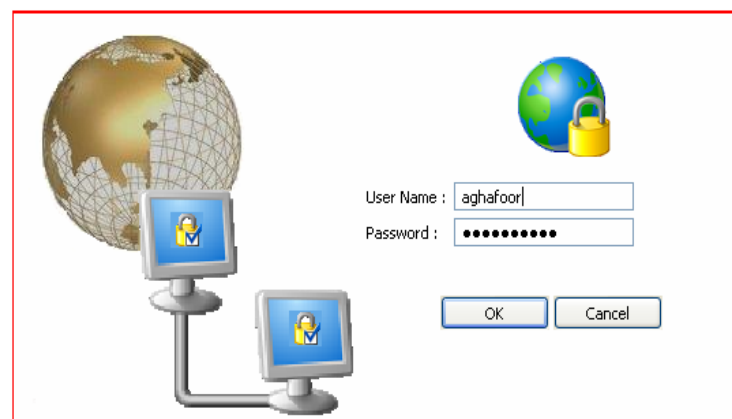 User Name : aghafoor
Password : ●●●●●●●●●●
OK Cancel